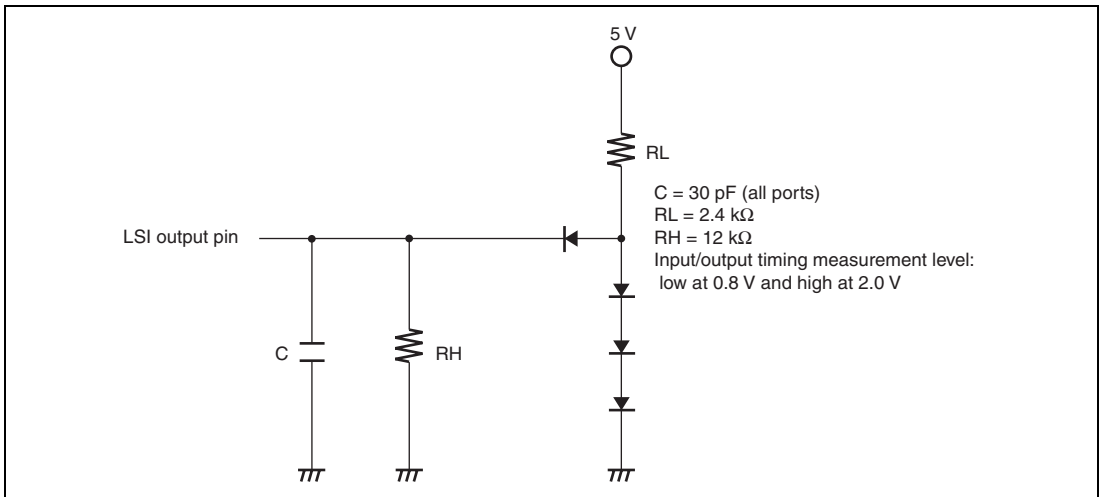 5 V
RL
C = 30 pF (all ports)
RL = 2.4 kΩ
RH = 12 kΩ
Input/output timing measurement level:
low at 0.8 V and high at 2.0 V
LSI output pin
C
RH